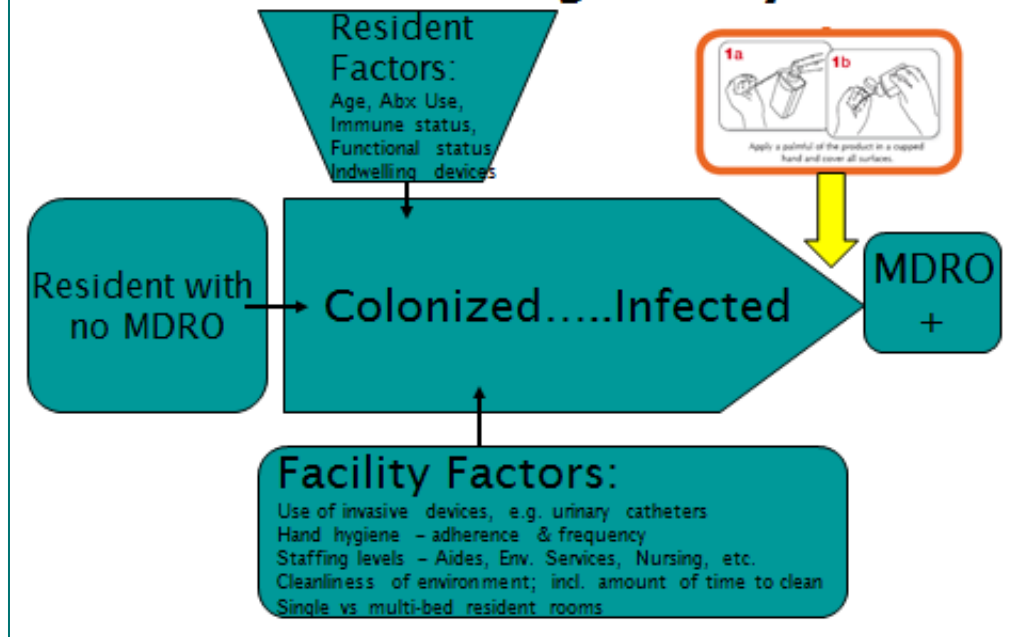 Resident
Factors:
Age, Abx Use,
Immune status,
Functional status,
Indwelling devices
1a
1b
Apply a palmful of the product in a cupped
hand and cover all surfaces.
Resident with
no MDRO
Colonized.....Infected
MDRO
+
Facility Factors:
Use of invasive devices, e.g. urinary catheters
Hand hygiene – adherence & frequency
Staffing levels – Aides, Env. Services, Nursing, etc.
Cleanliness of environment; incl. amount of time to clean
Single vs multi-bed resident rooms